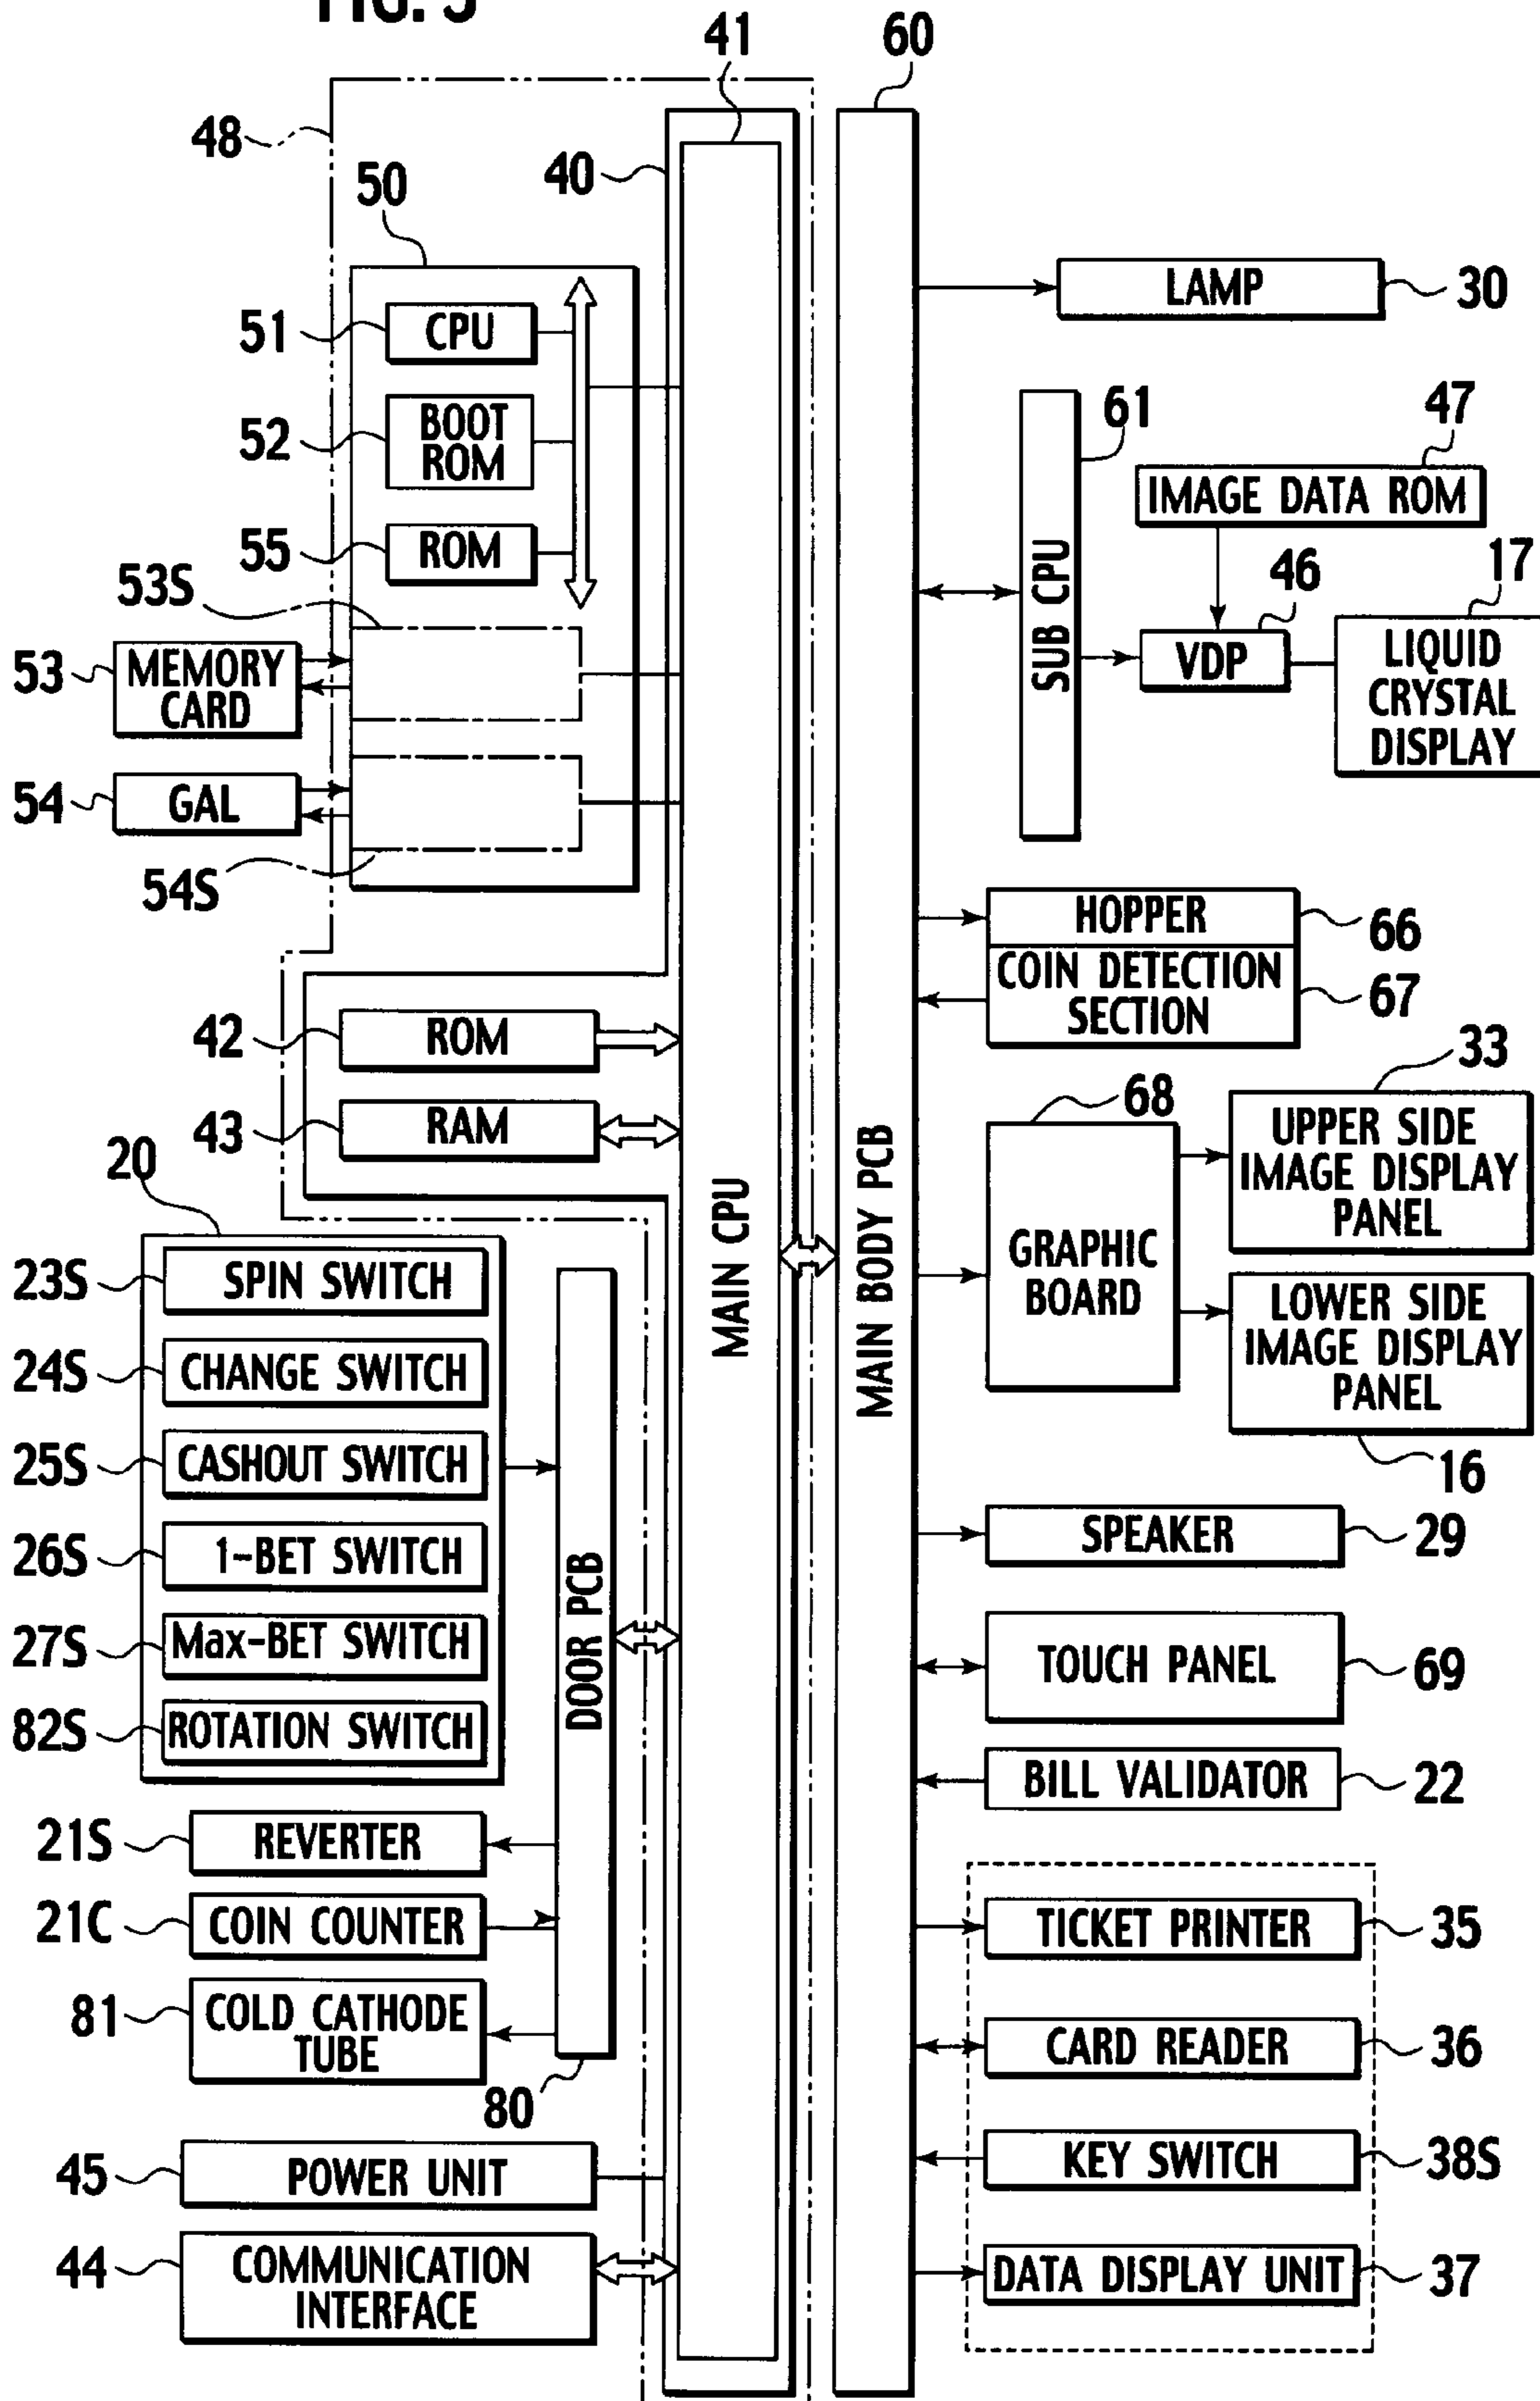 FIG. 5
41
60
48
40
50
51
CPU
52
BOOT
ROM
55
ROM
53S
53
MEMORY
CARD
54
GAL
54S
42
ROM
43
RAM
20
23S
SPIN SWITCH
24S
CHANGE SWITCH
25S
CASHOUT SWITCH
26S
1-BET SWITCH
27S
Max-BET SWITCH
82S
ROTATION SWITCH
21S
REVERTER
21C
COIN COUNTER
81
COLD CATHODE
TUBE
DOOR PCB
80
45
POWER UNIT
44
COMMUNICATION
INTERFACE
MAIN CPU
MAIN BODY PCB
LAMP
30
61
SUB CPU
47
IMAGE DATA ROM
46
VDP
17
LIQUID
CRYSTAL
DISPLAY
HOPPER
66
COIN DETECTION
SECTION
67
68
GRAPHIC
BOARD
33
UPPER SIDE
IMAGE DISPLAY
PANEL
LOWER SIDE
IMAGE DISPLAY
PANEL
16
SPEAKER
29
TOUCH PANEL
69
BILL VALIDATOR
22
TICKET PRINTER
35
CARD READER
36
KEY SWITCH
38S
DATA DISPLAY UNIT
37